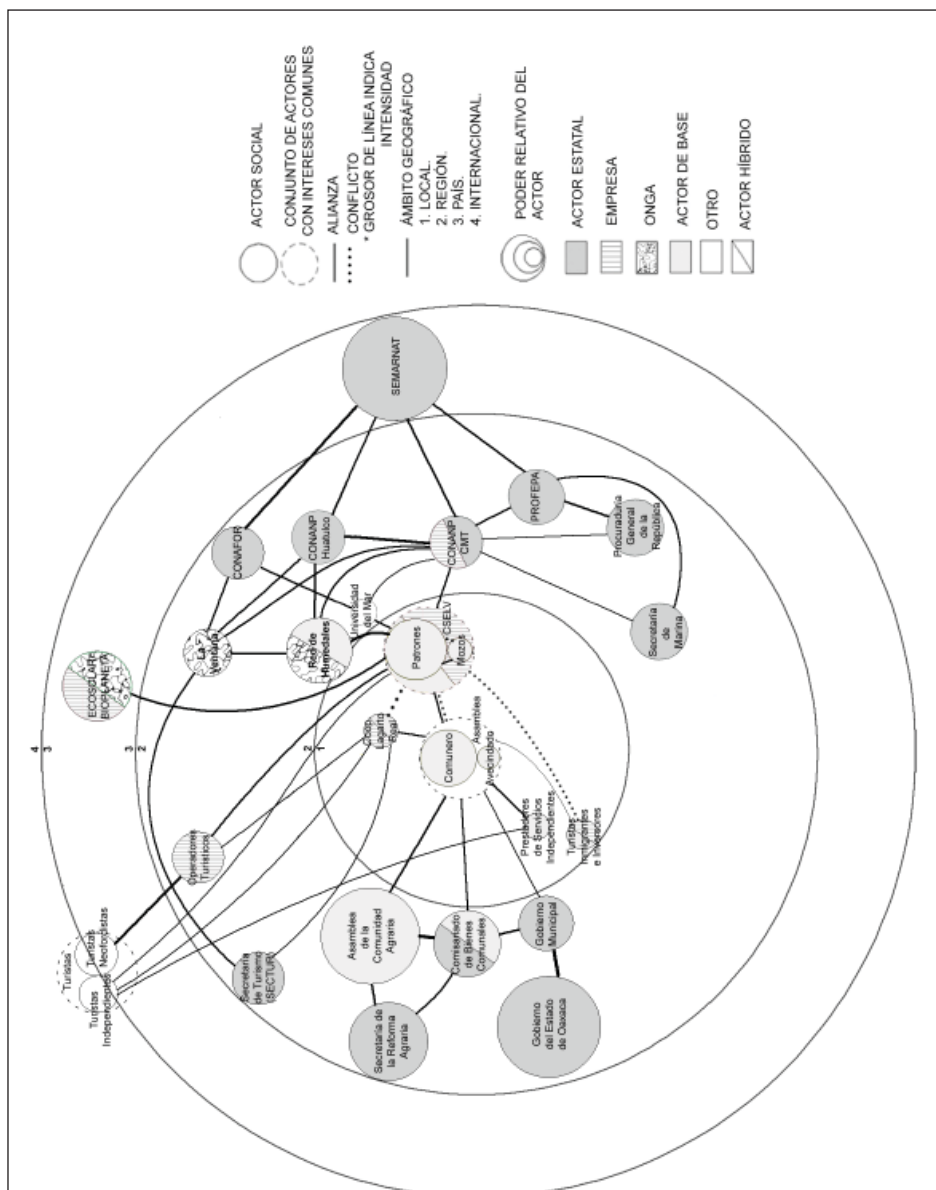 ACTOR SOCIAL
CONJUNTO DE ACTORES
CON INTERESES COMUNES
ALIANZA
CONFLICTO
* GROSOR DE LÍNEA INDICA
INTENSIDAD
ÁMBITO GEOGRÁFICO
1. LOCAL.
2. REGIÓN.
3. PAÍS.
4. INTERNACIONAL.
PODER RELATIVO DEL
ACTOR
ACTOR ESTATAL
EMPRESA
ONGA
ACTOR DE BASE
OTRO
ACTOR HÍBRIDO
SEMARNAT
CONAFOR
CONANP
Huatulco
CONANP
CMT
PROFEPA
Procuraduría
General
de la
República
Secretaría
de
Marina
ECOSOLAR
BIOPLANETA
La
Ventana
Red de
Humedales
Universidad
del Mar
Patrones
CSELV
Mozos
4
3
3
2
2
1
Coop.
Lagarto
Real
Comunero
Asamblea
Avecindado
Prestadores
de Servicios
Independientes
Turistas
Inmigrantes
e Inversores
Operadores
Turísticos
Turistas
Turistas
Neofordistas
Turistas
Independientes
Secretaría
de Turismo
(SECTUR)
Asamblea
de la
Comunidad
Agraria
Comisariado
de Bienes
Comunales
Gobierno
Municipal
Secretaría de
la Reforma
Agraria
Gobierno
del Estado
de Oaxaca